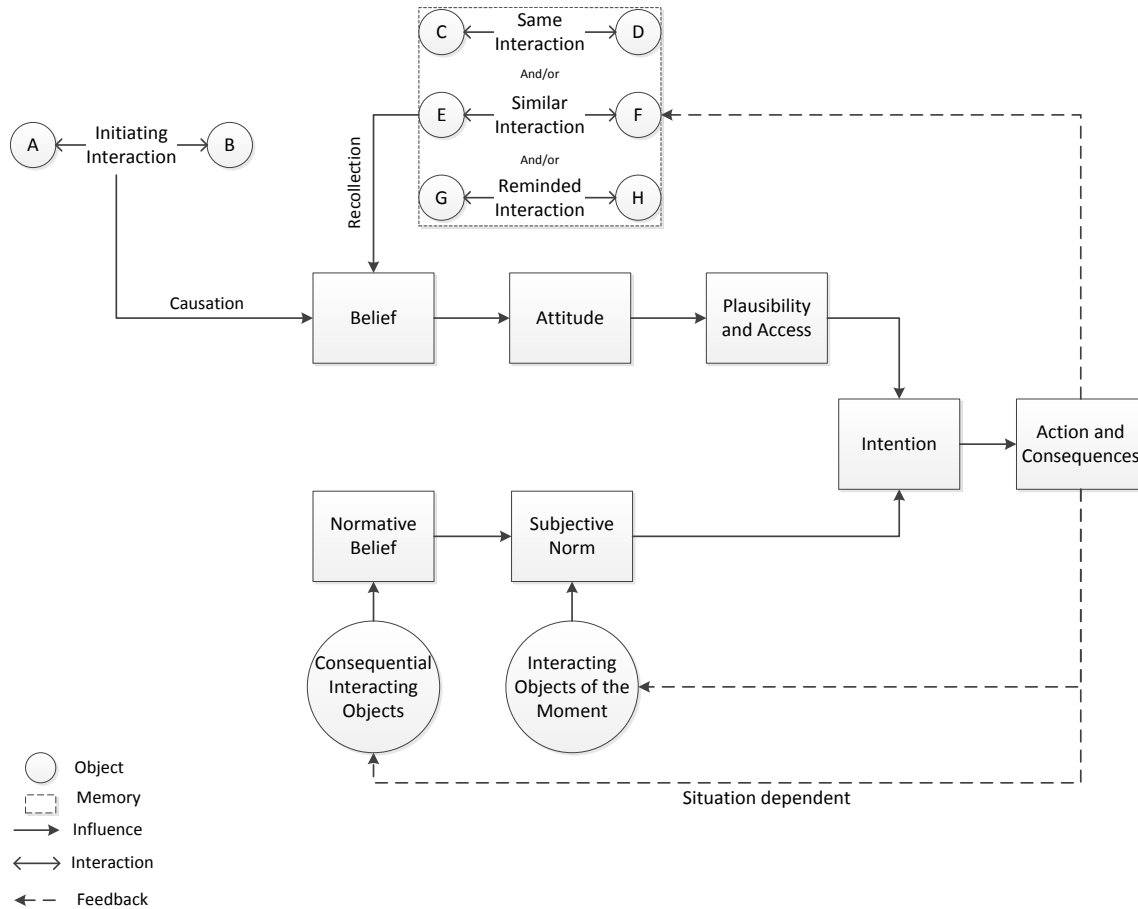 C
Same
Interaction
D
And/or
E
Similar
Interaction
F
And/or
G
Reminded
Interaction
H
A
Initiating
Interaction
B
Recollection
Causation
Belief
Attitude
Plausibility
and Access
Intention
Action and
Consequences
Normative
Belief
Subjective
Norm
Consequential
Interacting
Objects
Interacting
Objects of the
Moment
Situation dependent
Object
Memory
Influence
Interaction
Feedback